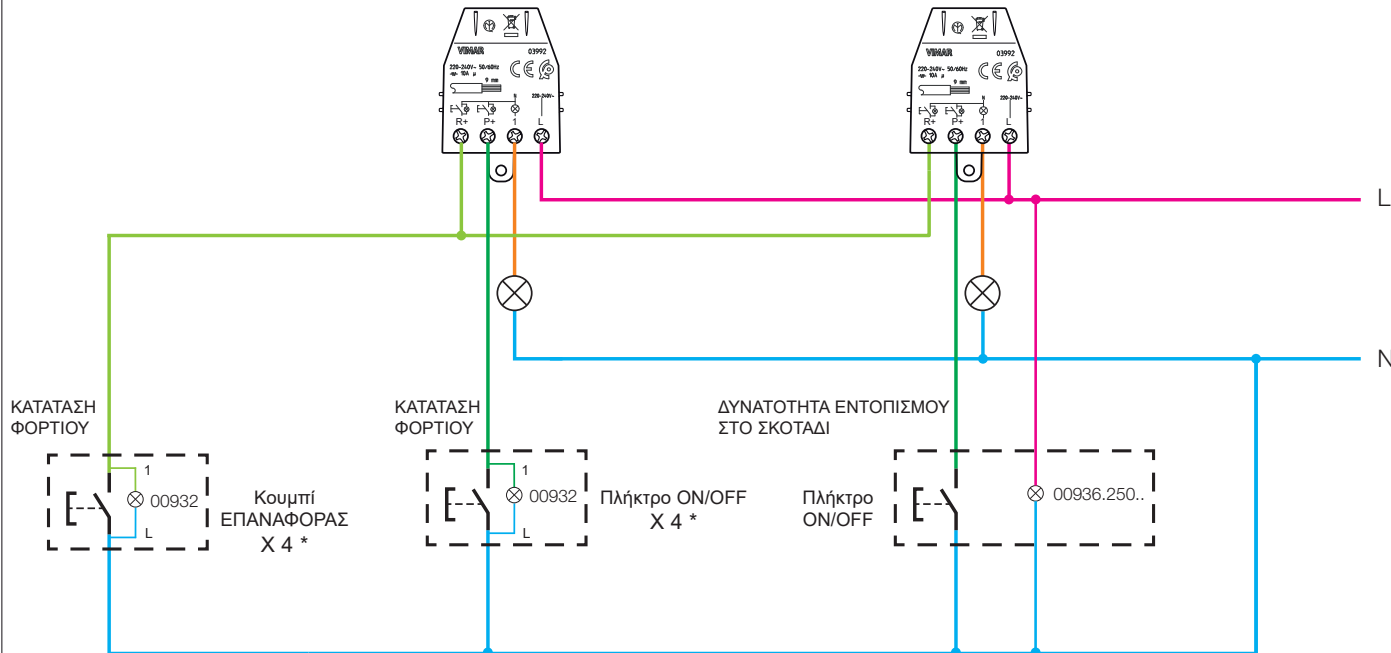 VIMAR 03992
220-240V~ 50/60Hz
10A µ
9 mm
N 220-240V~
R+ P+ 1 L
VIMAR 03992
220-240V~ 50/60Hz
10A µ
9 mm
N 220-240V~
R+ P+ 1 L
L
N
ΚΑΤΑΤΑΣΗ
ΦΟΡΤΙΟΥ
1
00932
L
Κουμπί
ΕΠΑΝΑΦΟΡΑΣ
X 4 *
ΚΑΤΑΤΑΣΗ
ΦΟΡΤΙΟΥ
1
00932
L
Πλήκτρο ON/OFF
X 4 *
ΔΥΝΑΤΟΤΗΤΑ ΕΝΤΟΠΙΣΜΟΥ
ΣΤΟ ΣΚΟΤΑΔΙ
Πλήκτρο
ON/OFF
00936.250..